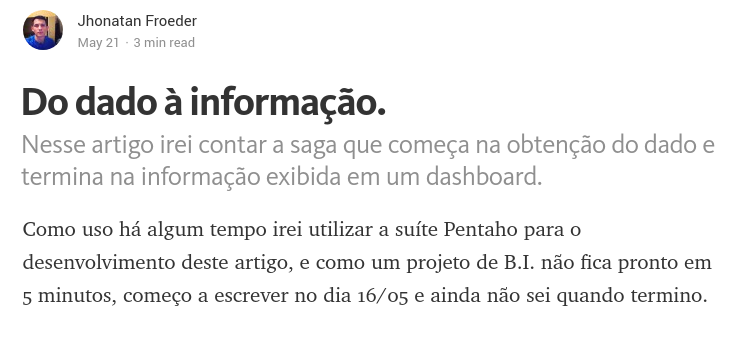 Jhonatan Froeder
May 21 · 3 min read
Do dado à informação.
Nesse artigo irei contar a saga que começa na obtenção do dado e
termina na informação exibida em um dashboard.
Como uso há algum tempo irei utilizar a suíte Pentaho para o
desenvolvimento deste artigo, e como um projeto de B.I. não fica pronto em
5 minutos, começo a escrever no dia 16/05 e ainda não sei quando termino.